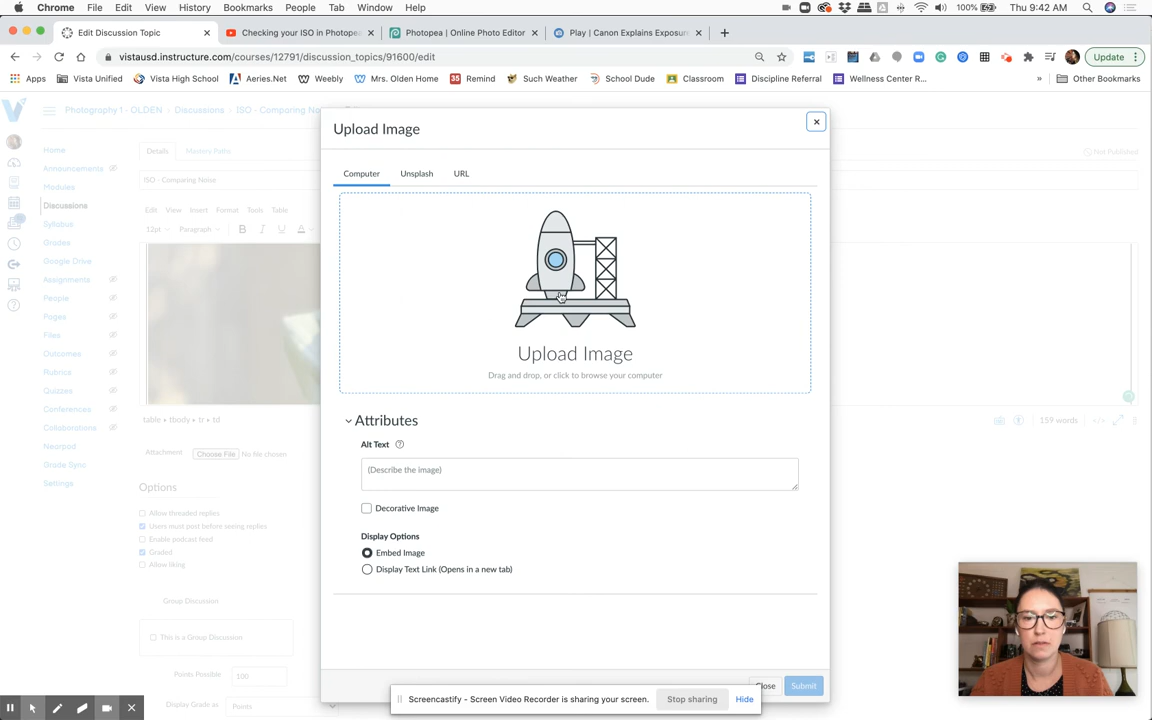 Chrome File Edit View History Bookmarks People Tab Window Help
100% Thu 9:42 AM
Edit Discussion Topic
Checking your ISO in Photopea
Photopea | Online Photo Editor
Play | Canon Explains Exposure
vistausd.instructure.com/courses/12791/discussion_topics/91600/edit
Update
Apps Vista Unified Vista High School Aeries.Net Weebly Mrs. Olden Home 35 Remind Such Weather School Dude Classroom Discipline Referral Wellness Center R... » Other Bookmarks
Photography 1 - OLDEN Discussions ISO - Comparing
Upload Image
Home
Announcements
Modules
Discussions
Syllabus
Grades
Google Drive
Assignments
People
Pages
Files
Outcomes
Rubrics
Quizzes
Conferences
Collaborations
Nearpod
Grade Sync
Settings
Details Mastery Paths
Not Published
ISO - Comparing Noise
Edit View Insert Format Tools Table
12pt Paragraph B I U A
table ▸ tbody ▸ tr ▸ td
159 words </>
Attachment Choose File No file chosen
Options
Allow threaded replies
Users must post before seeing replies
Enable podcast feed
Graded
Allow liking
Group Discussion
This is a Group Discussion
Points Possible 100
Display Grade as Points
Computer Unsplash URL
Upload Image
Drag and drop, or click to browse your computer
Attributes
Alt Text ?
(Describe the image)
Decorative Image
Display Options
Embed Image
Display Text Link (Opens in a new tab)
Close Submit
Screencastify - Screen Video Recorder is sharing your screen. Stop sharing Hide